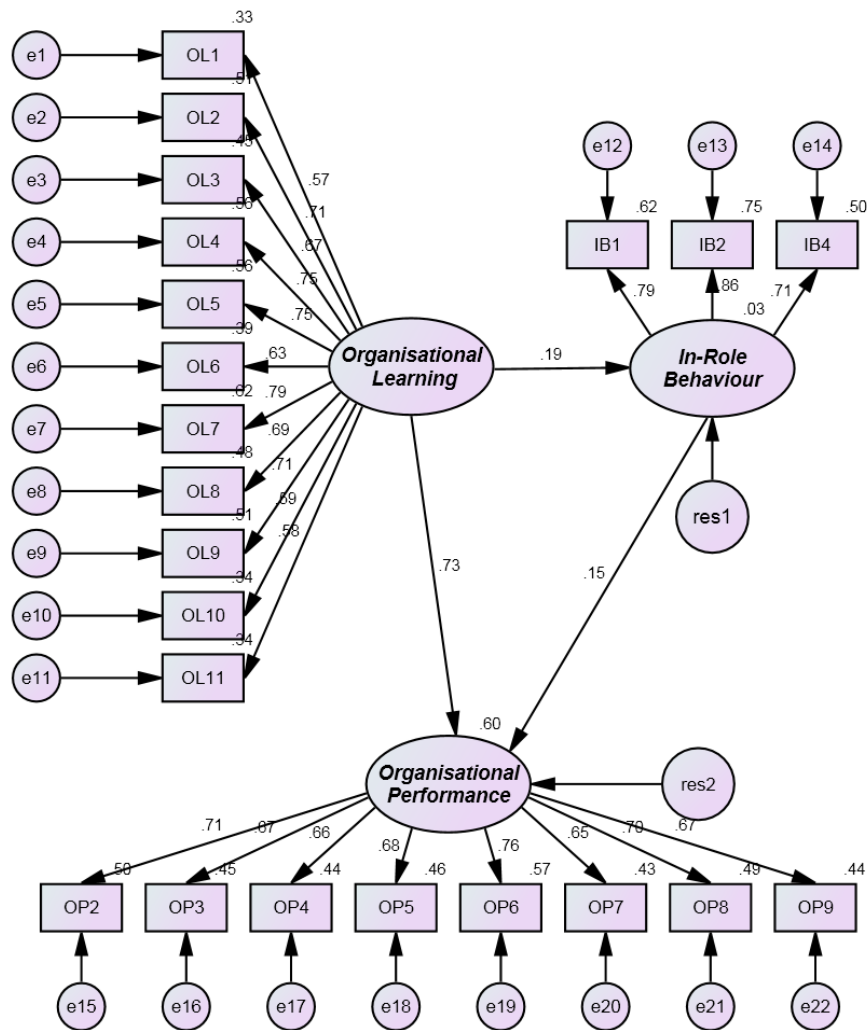 .33
e1 OL1
.51
e2 OL2
.45
e3 OL3
.56
e4 OL4
.56
e5 OL5
.39
e6 OL6
.62
e7 OL7
.48
e8 OL8
.51
e9 OL9
.34
e10 OL10
.34
e11 OL11
.57
.71
.67
.75
.75
.63
.79
.69
.71
.59
.58
Organisational
Learning
.19
e12 e13 e14
.62 .75 .50
IB1 IB2 IB4
.79 .86 .71
.03
In-Role
Behaviour
res1
.73
.15
.60
Organisational
Performance
res2
.71 .67 .66 .68 .76 .65 .70 .67
.50 .45 .44 .46 .57 .43 .49 .44
OP2 OP3 OP4 OP5 OP6 OP7 OP8 OP9
e15 e16 e17 e18 e19 e20 e21 e22